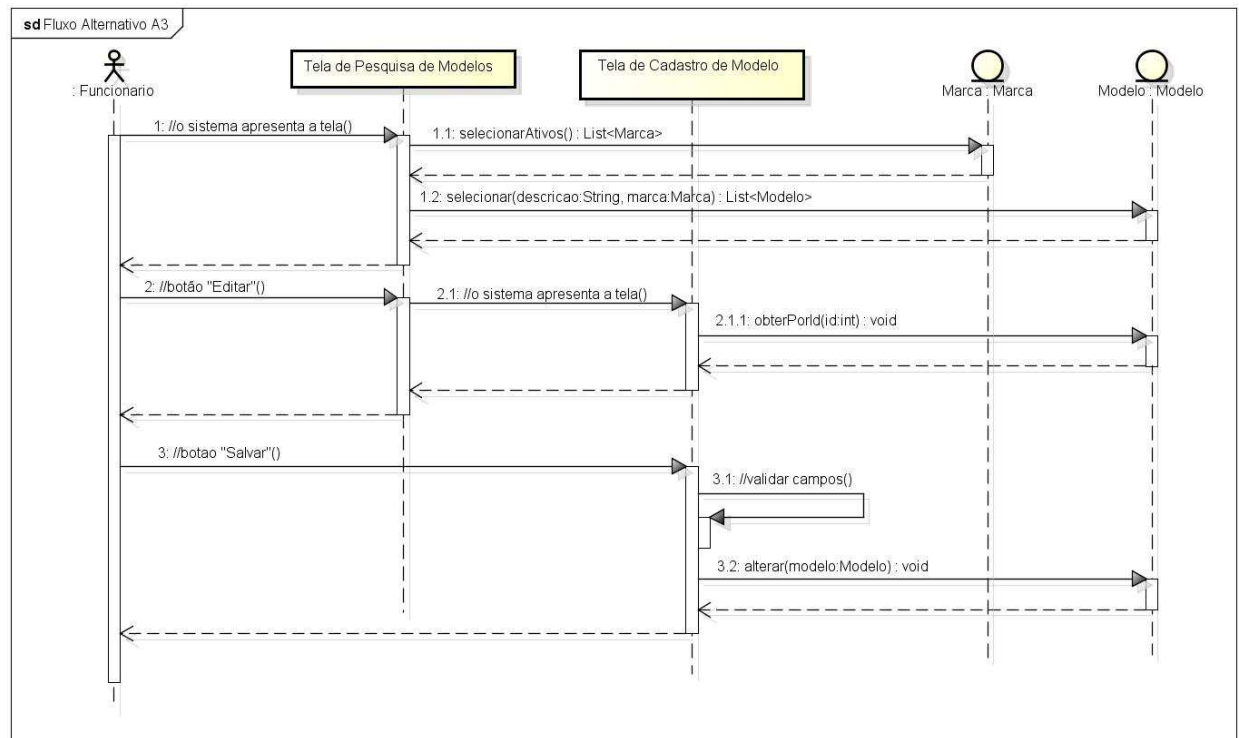 sd Fluxo Alternativo A3
: Funcionario
Tela de Pesquisa de Modelos
Tela de Cadastro de Modelo
Marca : Marca
Modelo : Modelo
1: //o sistema apresenta a tela()
1.1: selecionarAtivos() : List<Marca>
1.2: selecionar(descricao:String, marca:Marca) : List<Modelo>
2: //botão "Editar"()
2.1: //o sistema apresenta a tela()
2.1.1: obterPorId(id:int) : void
3: //botao "Salvar"()
3.1: //validar campos()
3.2: alterar(modelo:Modelo) : void